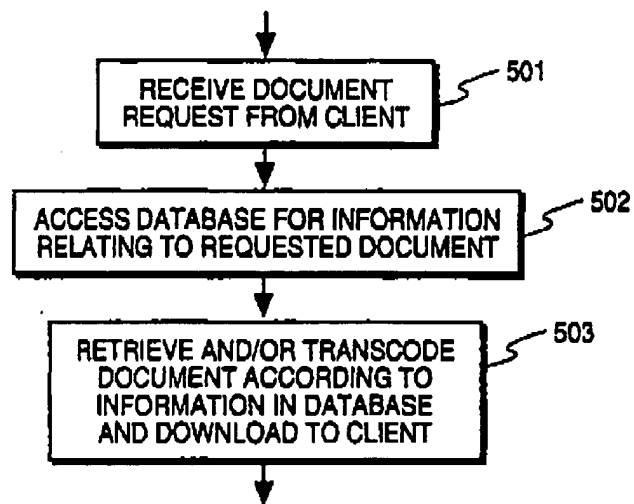 RECEIVE DOCUMENT
REQUEST FROM CLIENT
501
ACCESS DATABASE FOR INFORMATION
RELATING TO REQUESTED DOCUMENT
502
RETRIEVE AND/OR TRANSCODE
DOCUMENT ACCORDING TO
INFORMATION IN DATABASE
AND DOWNLOAD TO CLIENT
503